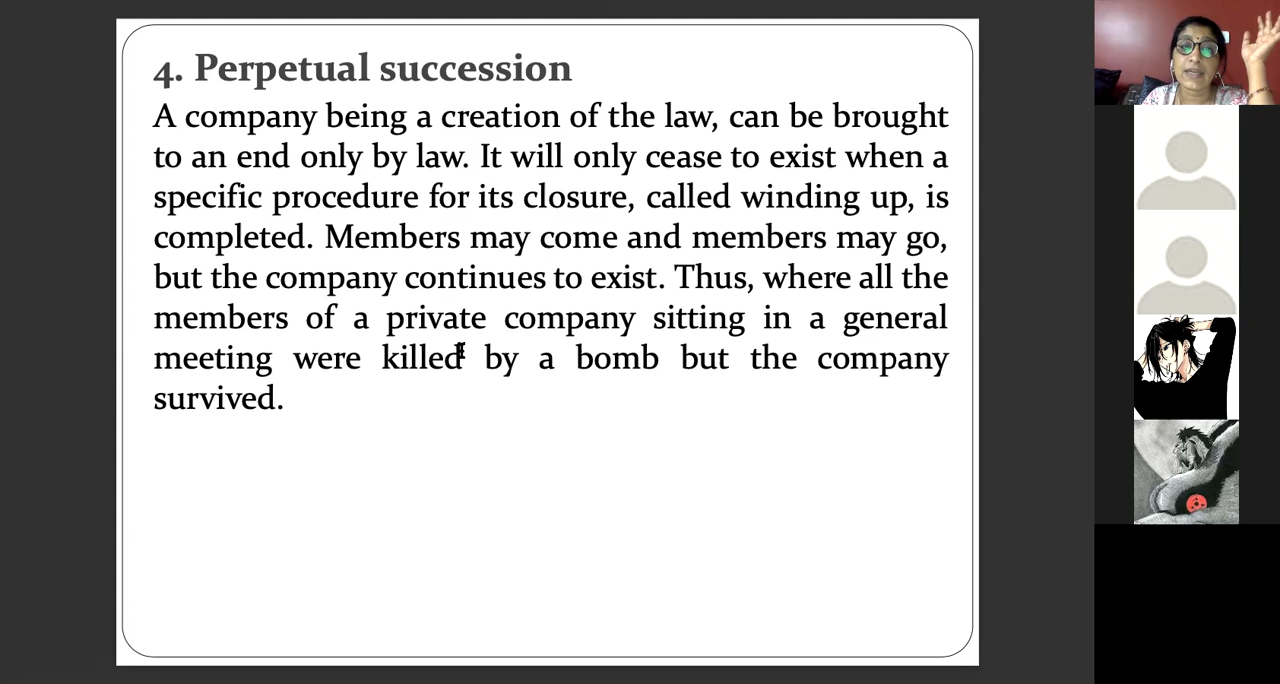 4. Perpetual succession
A company being a creation of the law, can be brought
to an end only by law. It will only cease to exist when a
specific procedure for its closure, called winding up, is
completed. Members may come and members may go,
but the company continues to exist. Thus, where all the
members of a private company sitting in a general
meeting were killed by a bomb but the company
survived.